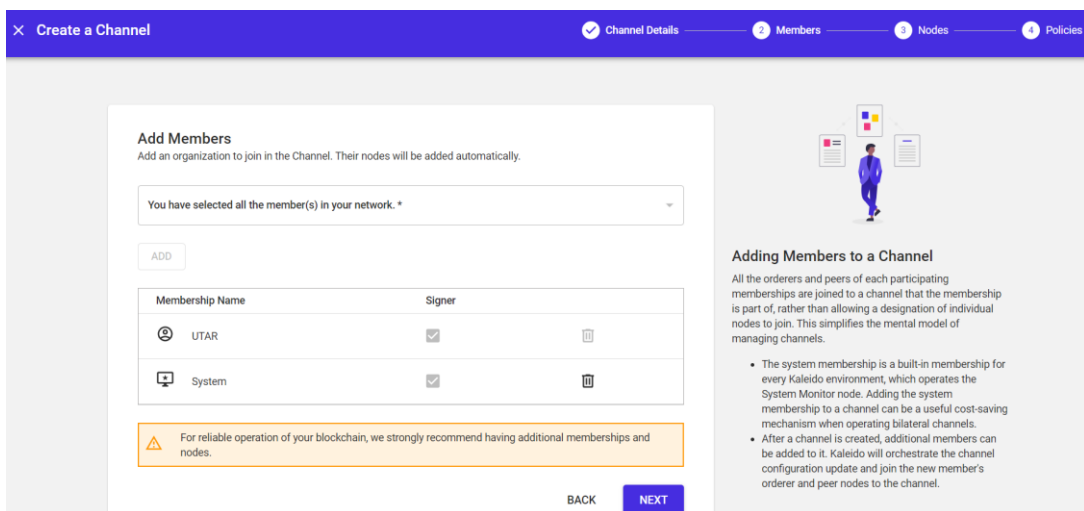 Create a Channel
Channel Details
2 Members
3 Nodes
4 Policies
Add Members
Add an organization to join in the Channel. Their nodes will be added automatically.
You have selected all the member(s) in your network. *
ADD
Membership Name Signer
UTAR
System
For reliable operation of your blockchain, we strongly recommend having additional memberships and
nodes.
BACK NEXT
Adding Members to a Channel
All the orderers and peers of each participating
memberships are joined to a channel that the membership
is part of, rather than allowing a designation of individual
nodes to join. This simplifies the mental model of
managing channels.
• The system membership is a built-in membership for
every Kaleido environment, which operates the
System Monitor node. Adding the system
membership to a channel can be a useful cost-saving
mechanism when operating bilateral channels.
• After a channel is created, additional members can
be added to it. Kaleido will orchestrate the channel
configuration update and join the new member's
orderer and peer nodes to the channel.